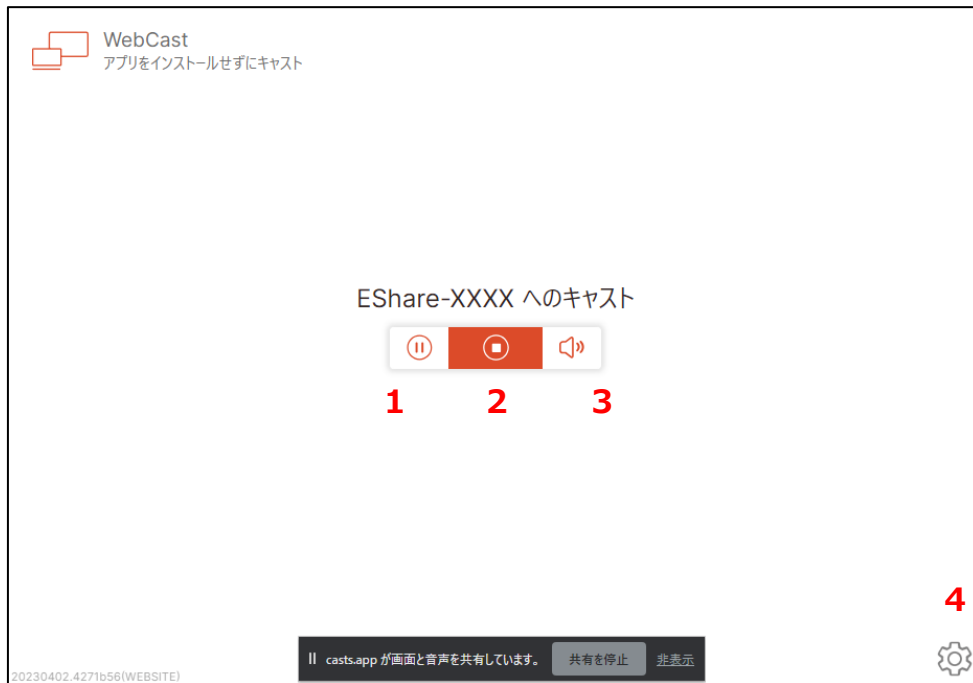 WebCast
アプリをインストールせずにキャスト
EShare-XXXX へのキャスト
1 2 3
4
casts.app が画面と音声を共有しています。 共有を停止 非表示
20230402.4271b56(WEBSITE)